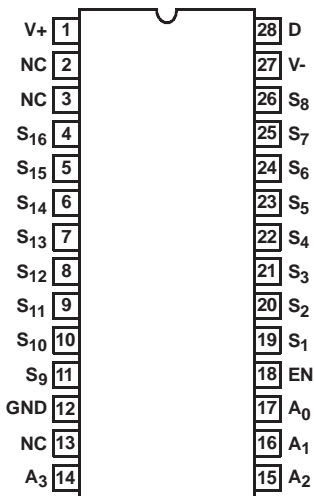 V+ 1 28 D
NC 2 27 V-
NC 3 26 S8
S16 4 25 S7
S15 5 24 S6
S14 6 23 S5
S13 7 22 S4
S12 8 21 S3
S11 9 20 S2
S10 10 19 S1
S9 11 18 EN
GND 12 17 A0
NC 13 16 A1
A3 14 15 A2